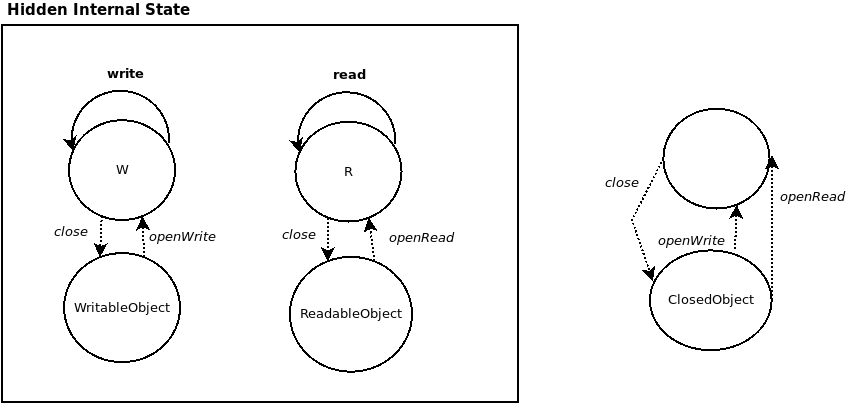 Hidden Internal State
write
read
W
R
close
openWrite
close
openRead
WritableObject
ReadableObject
close
openRead
openWrite
ClosedObject